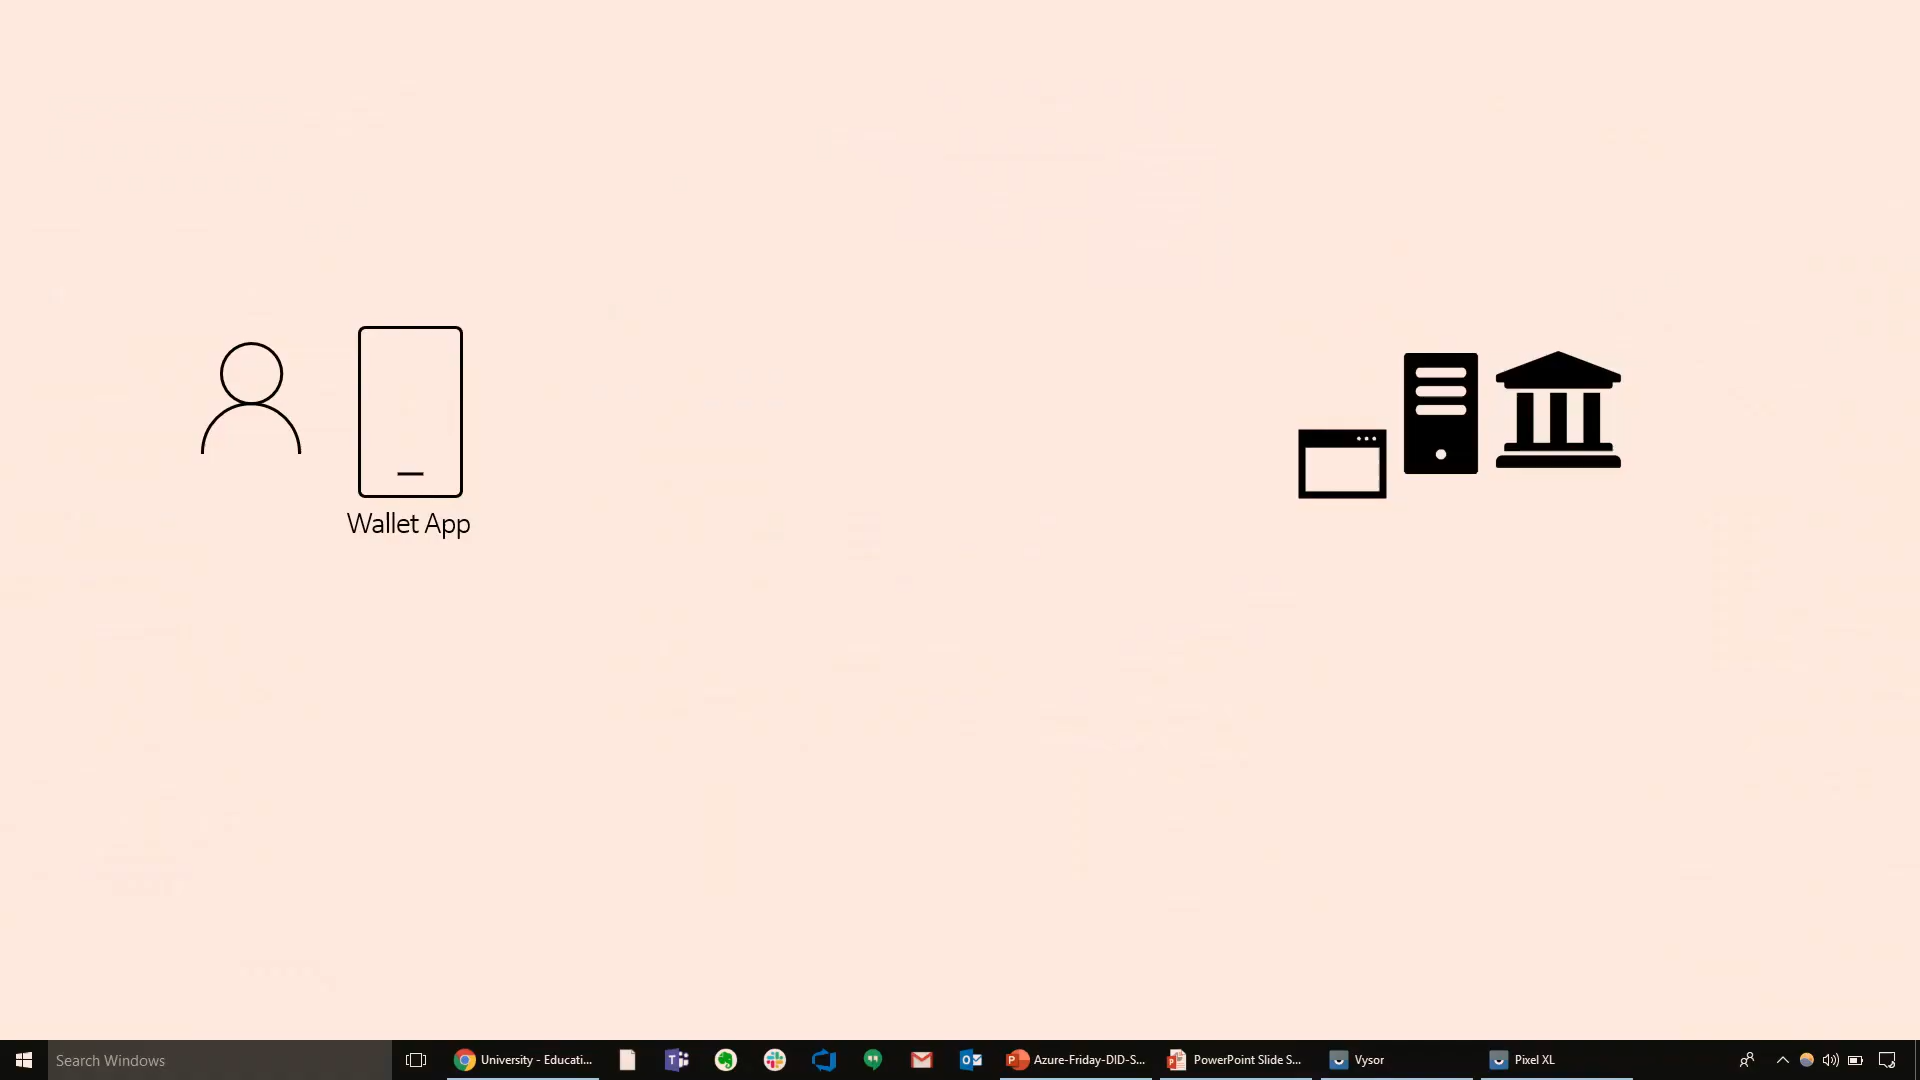 Wallet App
Search Windows
University - Educati...
Azure-Friday-DID-S...
PowerPoint Slide S...
Vysor
Pixel XL